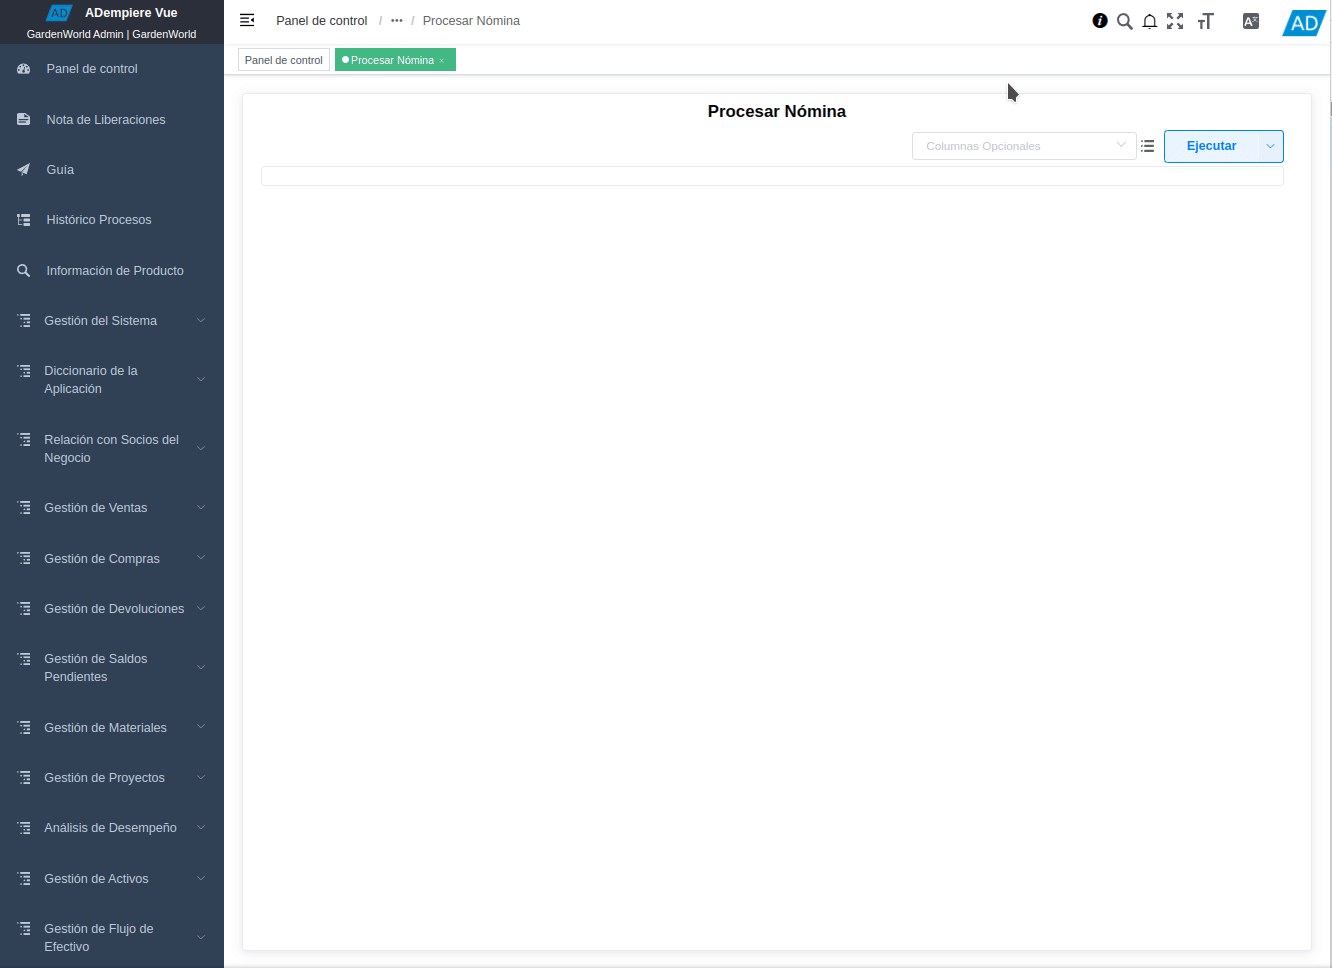 AD ADempiere Vue
GardenWorld Admin | GardenWorld
Panel de control
Nota de Liberaciones
Guía
Histórico Procesos
Información de Producto
Gestión del Sistema
Diccionario de la
Aplicación
Relación con Socios del
Negocio
Gestión de Ventas
Gestión de Compras
Gestión de Devoluciones
Gestión de Saldos
Pendientes
Gestión de Materiales
Gestión de Proyectos
Análisis de Desempeño
Gestión de Activos
Gestión de Flujo de
Efectivo
Panel de control / ••• / Procesar Nómina
AD
Panel de control
Procesar Nómina ×
Procesar Nómina
Columnas Opcionales
Ejecutar